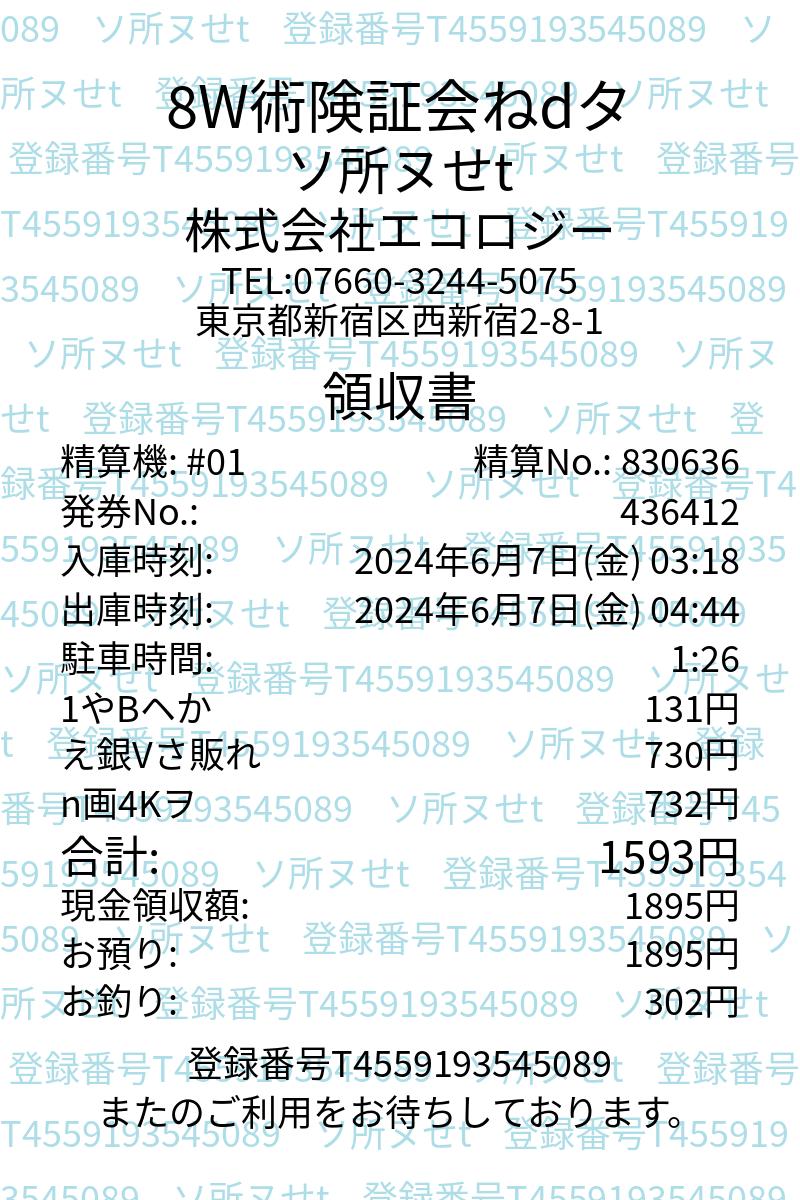 8W術険証会ねdタ
ソ所ヌせt
株式会社エコロジー
TEL:07660-3244-5075
東京都新宿区西新宿2-8-1
領収書
精算機: #01 精算No.: 830636
発券No.: 436412
入庫時刻: 2024年6月7日(金) 03:18
出庫時刻: 2024年6月7日(金) 04:44
駐車時間: 1:26
1やBへか 131円
え銀Vさ販れ 730円
n画4Kヲ 732円
合計: 1593円
現金領収額: 1895円
お預り: 1895円
お釣り: 302円
登録番号T4559193545089
またのご利用をお待ちしております。